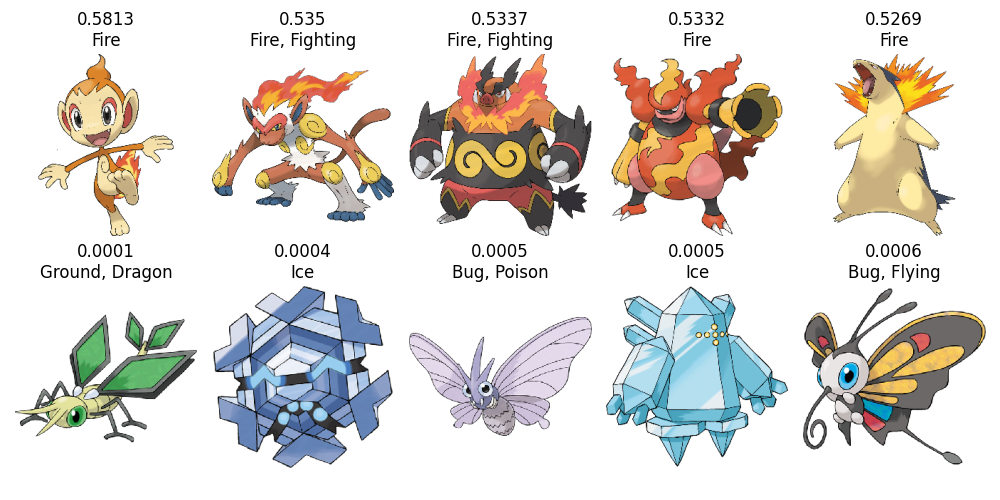 0.5813
Fire
0.535
Fire, Fighting
0.5337
Fire, Fighting
0.5332
Fire
0.5269
Fire
0.0001
Ground, Dragon
0.0004
Ice
0.0005
Bug, Poison
0.0005
Ice
0.0006
Bug, Flying